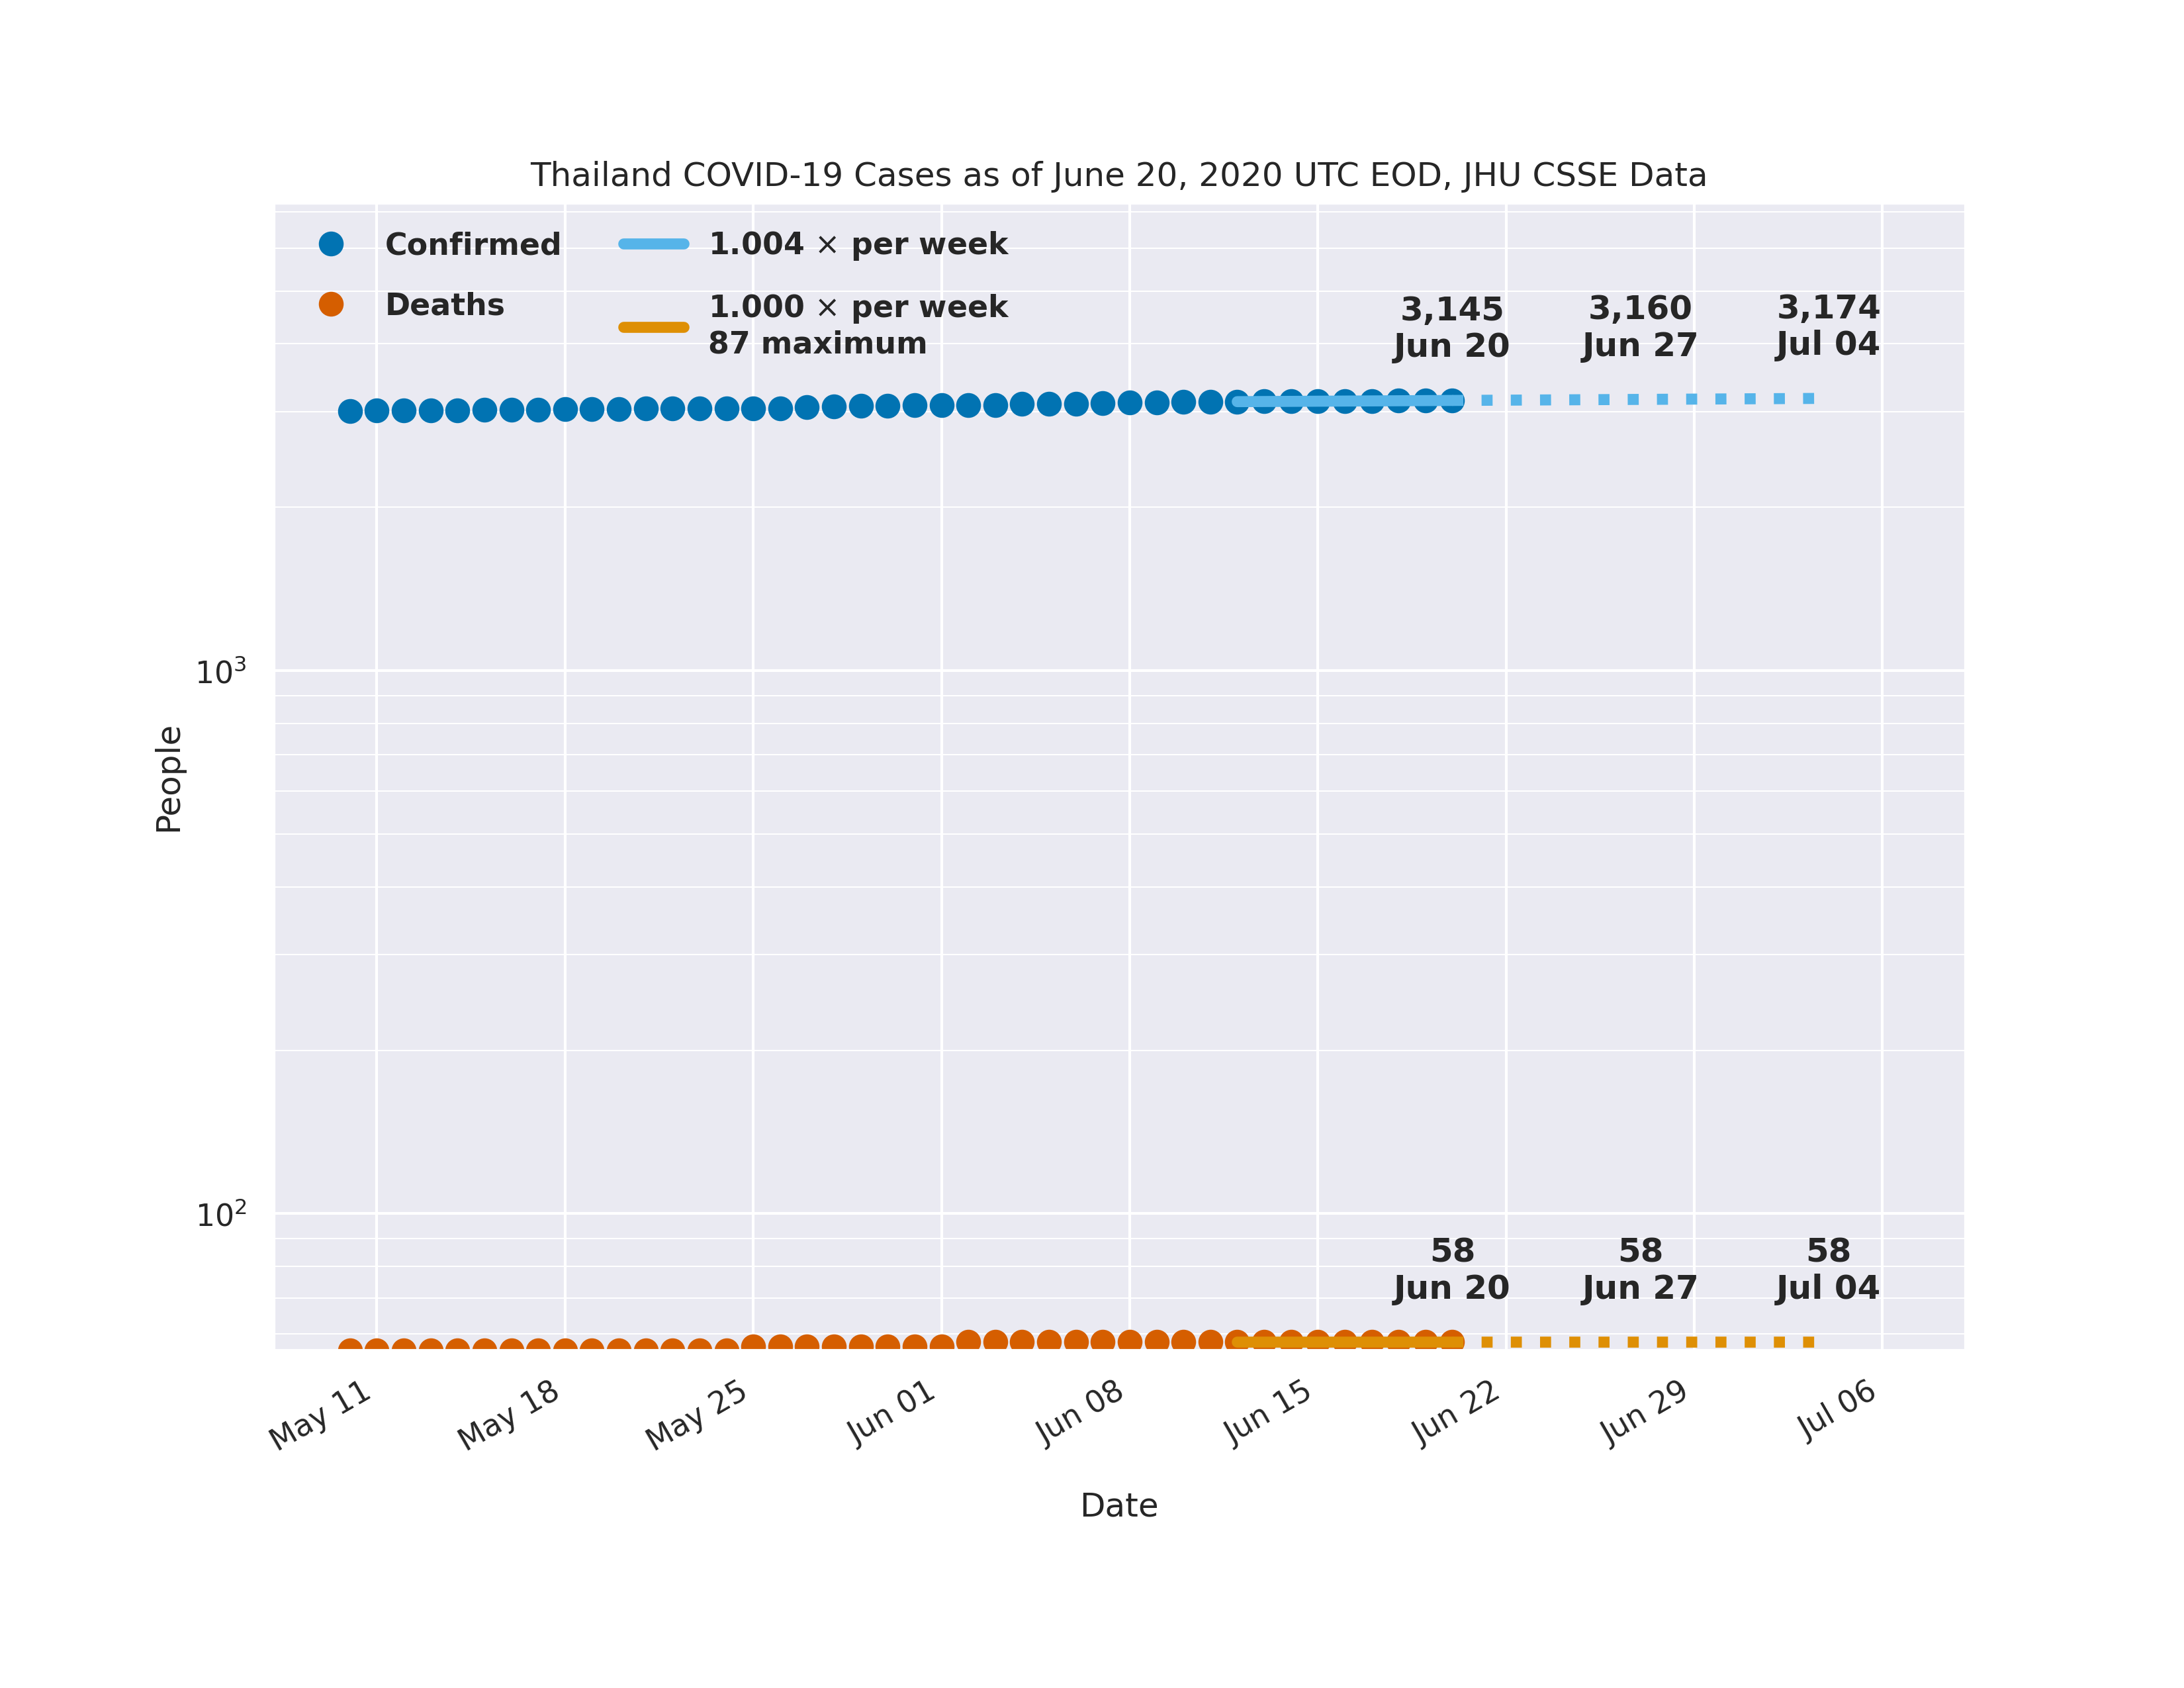 Thailand COVID-19 Cases as of June 20, 2020 UTC EOD, JHU CSSE Data
Confirmed
Deaths
1.004 × per week
1.000 × per week
87 maximum
3,145
Jun 20
3,160
Jun 27
3,174
Jul 04
10³
People
10²
58
Jun 20
58
Jun 27
58
Jul 04
May 11
May 18
May 25
Jun 01
Jun 08
Jun 15
Jun 22
Jun 29
Jul 06
Date